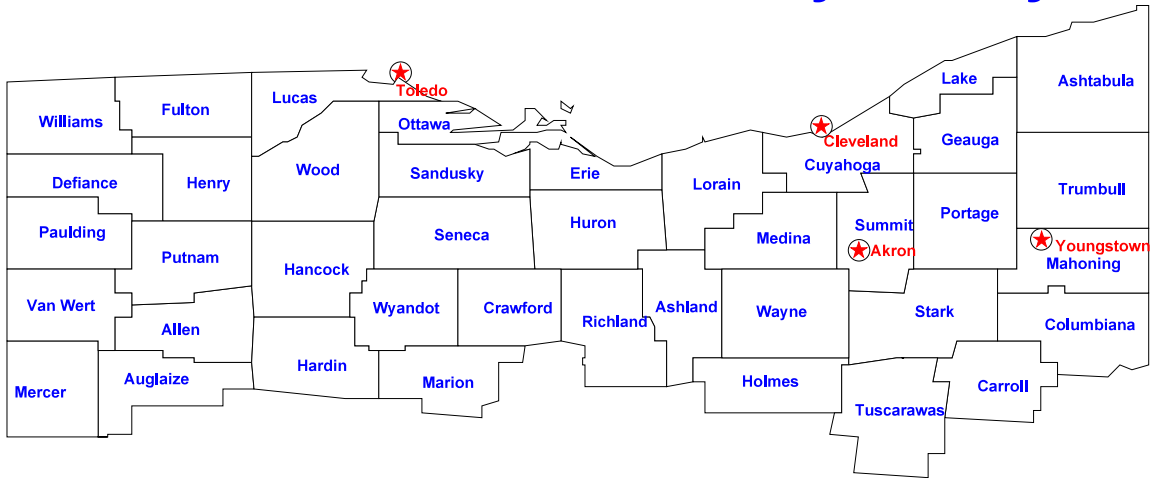 Lake
Ashtabula
Toledo
Lucas
Fulton
Williams
Ottawa
Cleveland
Geauga
Cuyahoga
Wood
Sandusky
Erie
Lorain
Defiance
Henry
Trumbull
Portage
Huron
Summit
Paulding
Seneca
Medina
Youngstown
Akron
Putnam
Mahoning
Hancock
Van Wert
Wyandot
Crawford
Ashland
Wayne
Stark
Richland
Columbiana
Allen
Hardin
Auglaize
Marion
Holmes
Carroll
Mercer
Tuscarawas